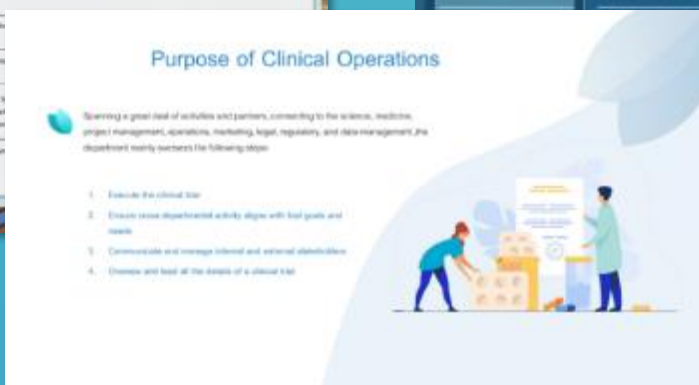 Purpose of Clinical Operations
Spanning a great deal of activities and partners, connecting to the science, medicine,
project management, operations, marketing, legal, regulatory, and data management ,the
department mainly oversees the following steps:
1. Execute the clinical trial
2. Ensure cross departmental activity aligns with trial goals and
needs
3. Communicate and manage internal and external stakeholders
4. Oversee and lead all the details of a clinical trial